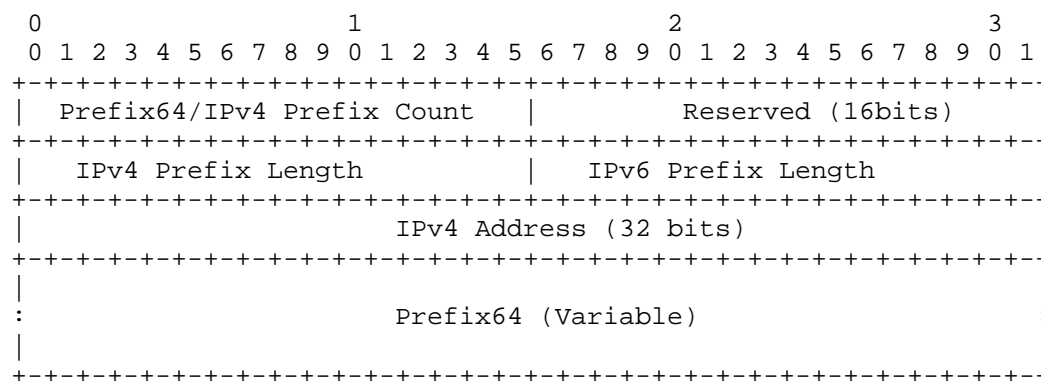 0                   1                   2                   3
 0 1 2 3 4 5 6 7 8 9 0 1 2 3 4 5 6 7 8 9 0 1 2 3 4 5 6 7 8 9 0 1
+-+-+-+-+-+-+-+-+-+-+-+-+-+-+-+-+-+-+-+-+-+-+-+-+-+-+-+-+-+-+-+--
|  Prefix64/IPv4 Prefix Count   |         Reserved (16bits)
+-+-+-+-+-+-+-+-+-+-+-+-+-+-+-+-+-+-+-+-+-+-+-+-+-+-+-+-+-+-+-+--
|   IPv4 Prefix Length          |   IPv6 Prefix Length
+-+-+-+-+-+-+-+-+-+-+-+-+-+-+-+-+-+-+-+-+-+-+-+-+-+-+-+-+-+-+-+--
|                       IPv4 Address (32 bits)
+-+-+-+-+-+-+-+-+-+-+-+-+-+-+-+-+-+-+-+-+-+-+-+-+-+-+-+-+-+-+-+--
|
:                       Prefix64 (Variable)
|
+-+-+-+-+-+-+-+-+-+-+-+-+-+-+-+-+-+-+-+-+-+-+-+-+-+-+-+-+-+-+-+--